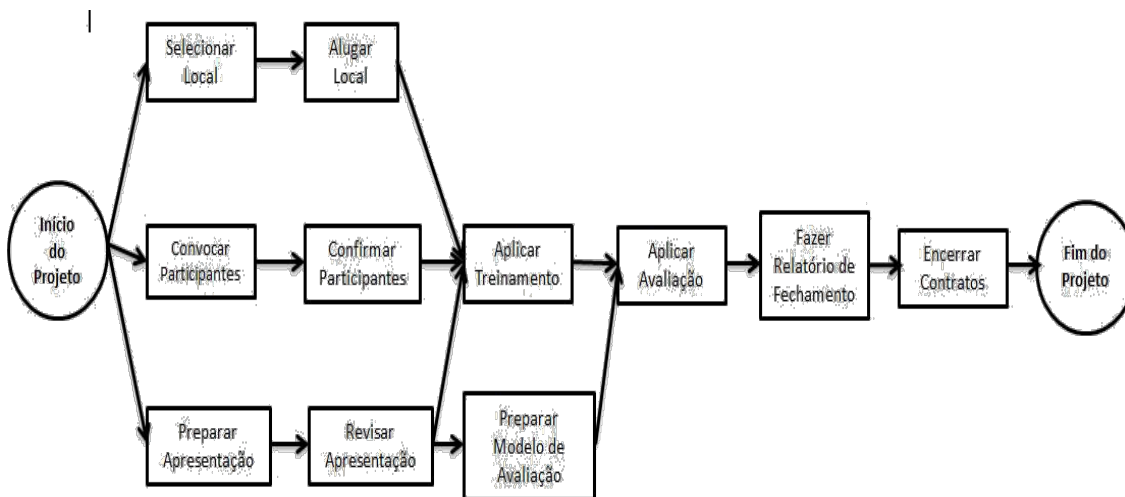 Selecionar
Local
Alugar
Local
Início
do
Projeto
Convocar
Participantes
Confirmar
Participantes
Aplicar
Treinamento
Aplicar
Avaliação
Fazer
Relatório de
Fechamento
Encerrar
Contratos
Fim do
Projeto
Preparar
Apresentação
Revisar
Apresentação
Preparar
Modelo de
Avaliação